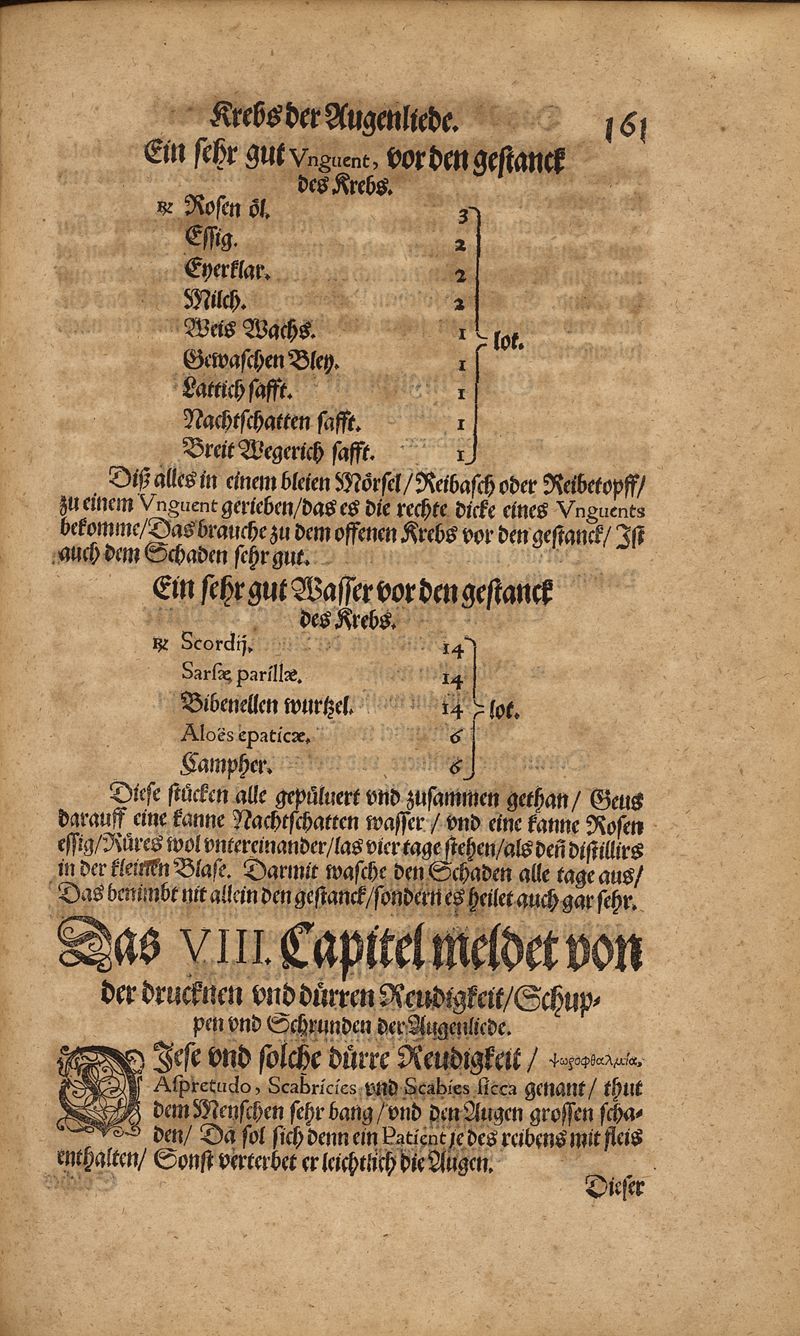 Krebs der Augenliede. 161
Ein sehr gut Vnguent, vor den gestanck
des Krebs.
℞ Rosen öl. 3
Essig. 2
Eyerklar. 2
Milch. 2
Weis Wachs. 1 lot.
Gewaschen Bley. 1
Lattich safft. 1
Nachtschatten safft. 1
Breit Wegerich safft. 1
Diß alles in einem bleien Mörsel/ Reibasch oder Reibetopff/
zu einem Vnguent gerieben/das es die rechte dicke eines Vnguents
bekomme/ Das brauche zu dem offenen Krebs vor den gestanck/ Ist
auch dem Schaden sehr gut.
Ein sehr gut Wasser vor den gestanck
des Krebs.
℞ Scordij. 14
Sarsæ parillæ. 14
Bibenellen wurtzel. 14 lot.
Aloës epaticæ. 6
Campher. 6
Diese stücken alle gepüluert vnd zusammen gethan/ Geus
darauff eine kanne Nachtschatten wasser / vnd eine kanne Rosen
essig/Rüres wol vntereinander/las vier tage stehen/als deñ distillirs
in der kleinen Blase. Darmit wasche den Schaden alle tage aus/
Das benimbt nit allein den gestanck/sondern es heilet auch gar sehr.
Das VIII. Capitel meldet von
der drucknen vnd dürren Reudigkeit/ Schup-
pen vnd Schrunden der Augenliede.
DIese vnd solche dürre Reudigkeit / ψωροφθαλμία,
Aspretudo, Scabricies vnd Scabies sicca genant/ thut
dem Menschen sehr bang /vnd den Augen grossen scha-
den/ Da sol sich denn ein Patient je des reibens mit fleis
enthalten/ Sonst verterbet er leichtlich die Augen.
Dieser